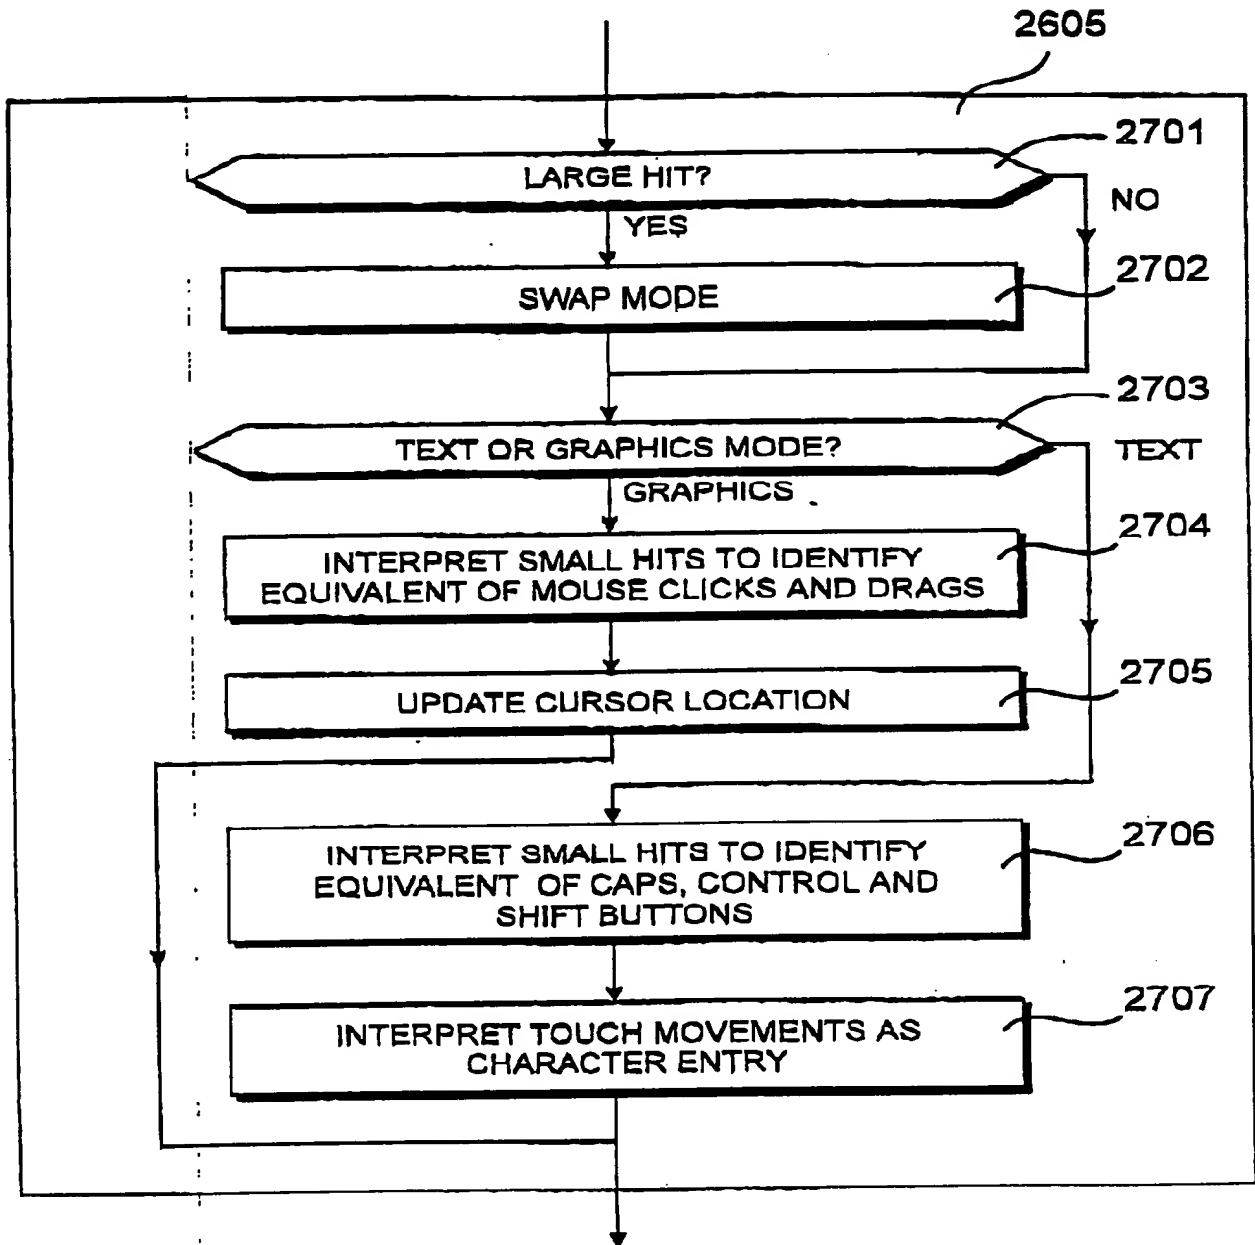 2605
2701
LARGE HIT?
NO
YES
2702
SWAP MODE
2703
TEXT OR GRAPHICS MODE?
TEXT
GRAPHICS
2704
INTERPRET SMALL HITS TO IDENTIFY
EQUIVALENT OF MOUSE CLICKS AND DRAGS
2705
UPDATE CURSOR LOCATION
2706
INTERPRET SMALL HITS TO IDENTIFY
EQUIVALENT OF CAPS, CONTROL AND
SHIFT BUTTONS
2707
INTERPRET TOUCH MOVEMENTS AS
CHARACTER ENTRY